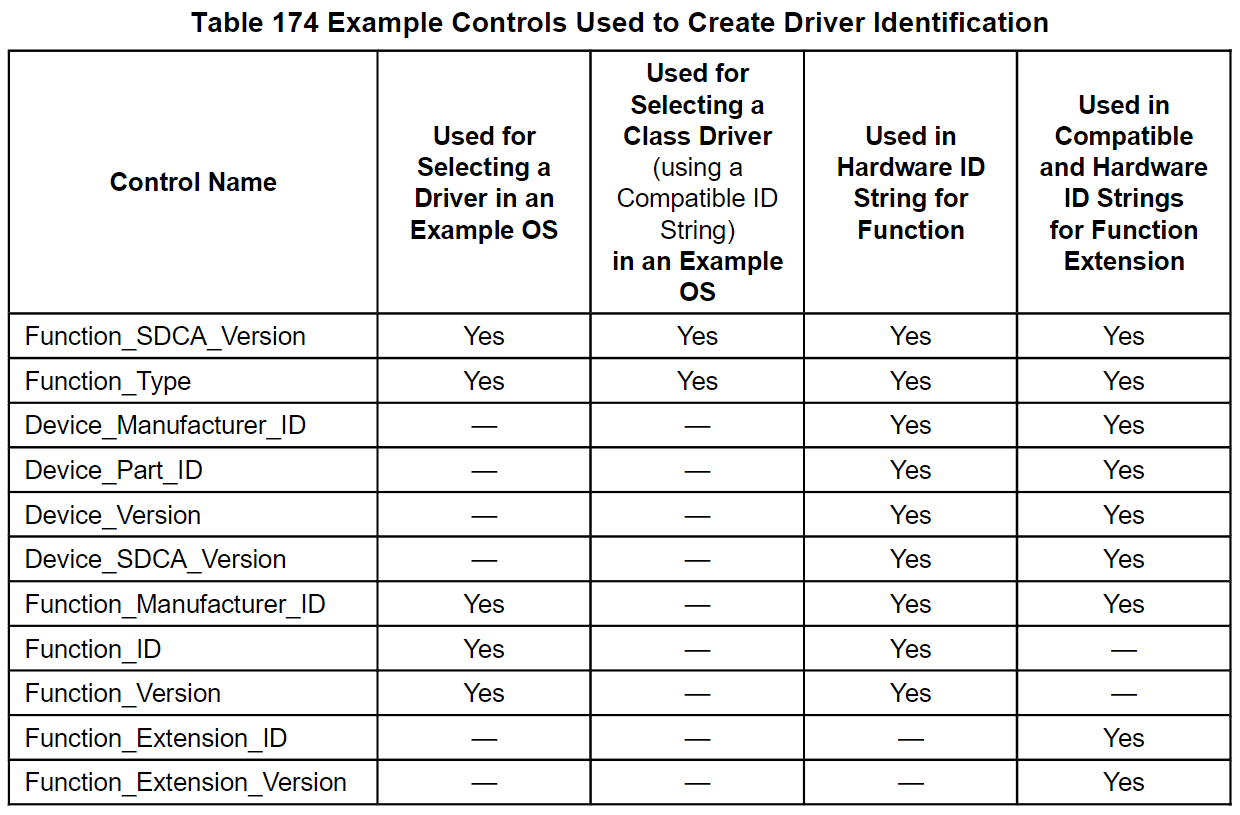 Table 174 Example Controls Used to Create Driver Identification
Control Name
Used for
Selecting a
Driver in an
Example OS
Used for
Selecting a
Class Driver
(using a
Compatible ID
String)
in an Example
OS
Used in
Hardware ID
String for
Function
Used in
Compatible
and Hardware
ID Strings
for Function
Extension
Function_SDCA_Version Yes Yes Yes Yes
Function_Type Yes Yes Yes Yes
Device_Manufacturer_ID — — Yes Yes
Device_Part_ID — — Yes Yes
Device_Version — — Yes Yes
Device_SDCA_Version — — Yes Yes
Function_Manufacturer_ID Yes — Yes Yes
Function_ID Yes — Yes —
Function_Version Yes — Yes —
Function_Extension_ID — — — Yes
Function_Extension_Version — — — Yes